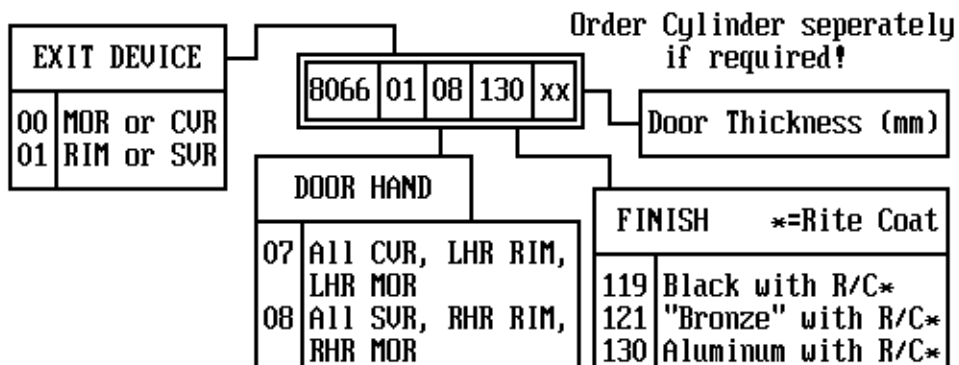 Order Cylinder seperately
if required!
EXIT DEVICE
00 MOR or CVR
01 RIM or SVR
8066 01 08 130 xx
Door Thickness (mm)
DOOR HAND
07 All CVR, LHR RIM,
LHR MOR
08 All SVR, RHR RIM,
RHR MOR
FINISH *=Rite Coat
119 Black with R/C*
121 "Bronze" with R/C*
130 Aluminum with R/C*